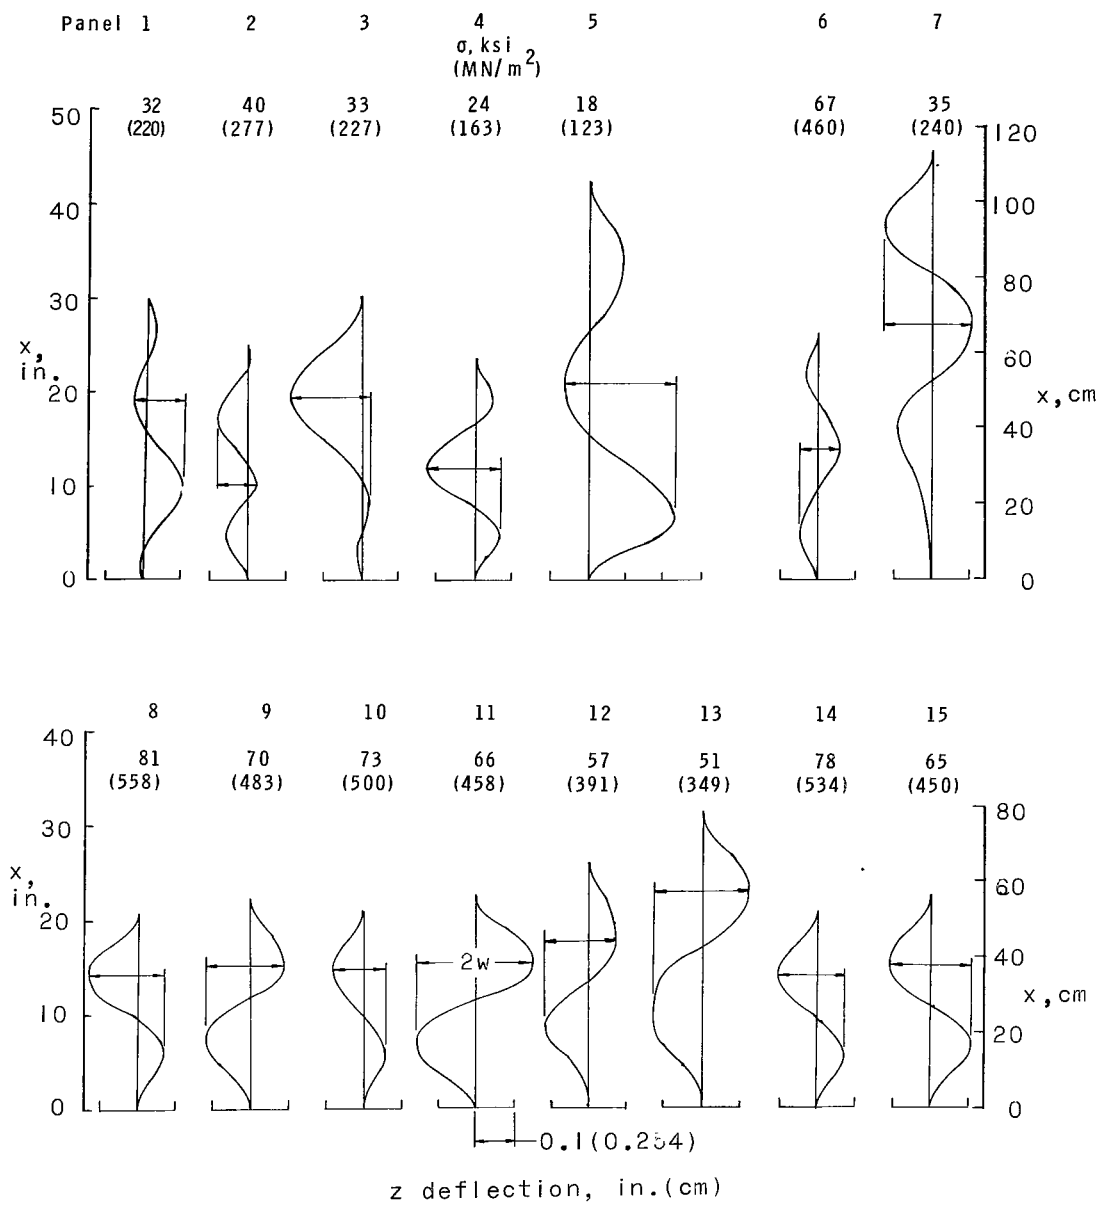 Panel 1 2 3 4 5 6 7
σ, ksi
(MN/m²)
32 40 33 24 18 67 35
(220) (277) (227) (163) (123) (460) (240)
50
40
30
x,
in.
20
10
0
120
100
80
60
x, cm
40
20
0
8 9 10 11 12 13 14 15
81 70 73 66 57 51 78 65
(558) (483) (500) (458) (391) (349) (534) (450)
40
30
x,
in.
20
10
0
2w
80
60
40
x, cm
20
0
z deflection, in.(cm)